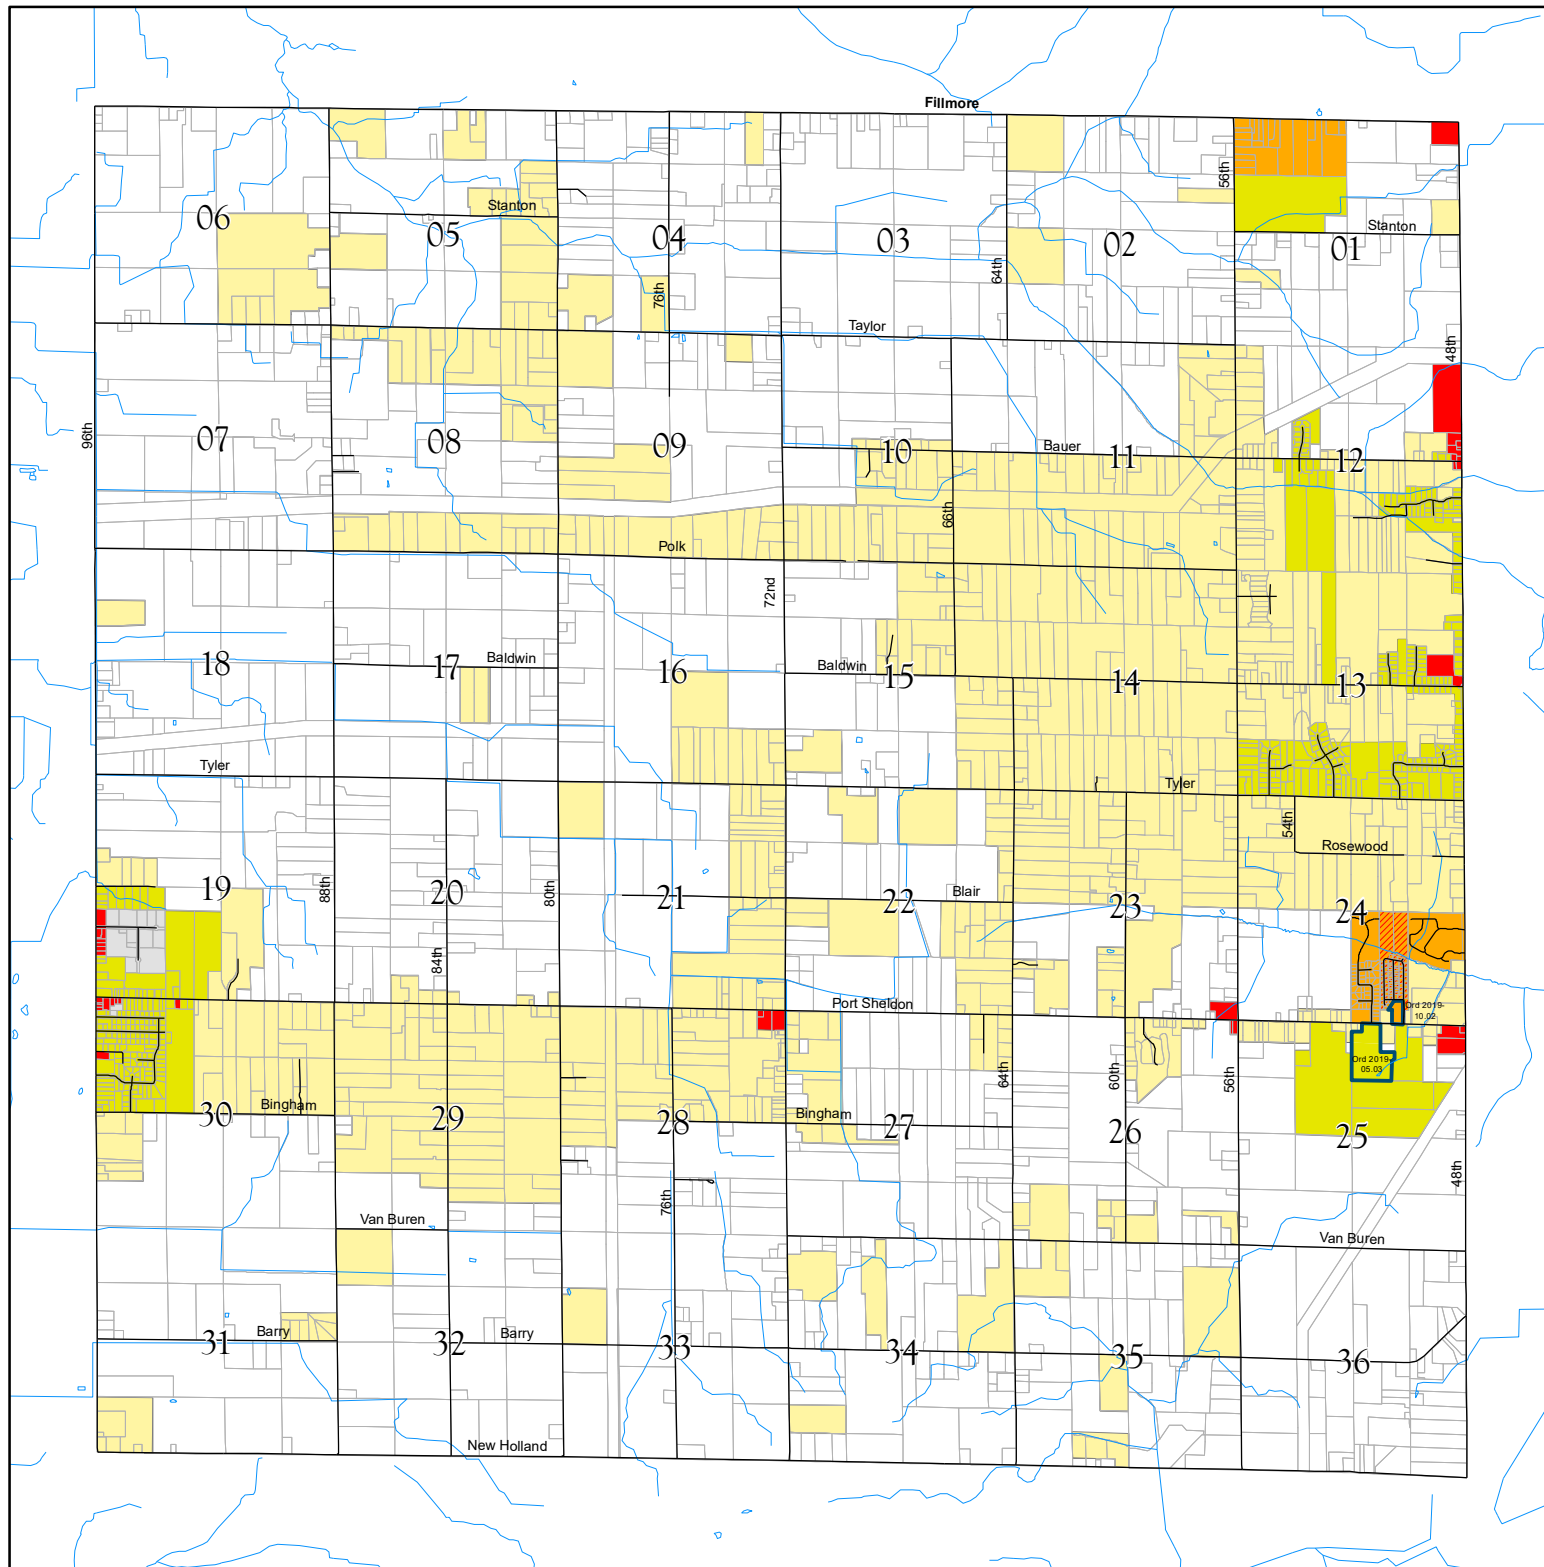 Fillmore
56th
Stanton
06
05
04
03
02
01
Stanton
64th
76th
Taylor
48th
96th
07
08
09
10
Bauer
11
12
66th
Polk
72nd
18
17
Baldwin
16
Baldwin
15
14
13
Tyler
Tyler
54th
Rosewood
19
88th
20
80th
21
22
Blair
23
24
84th
Port Sheldon
Ord 2019-
10.02
Ord 2019-
05.03
64th
60th
56th
30
Bingham
29
28
Bingham
27
26
25
48th
76th
Van Buren
Van Buren
31
Barry
32
Barry
33
34
35
36
New Holland